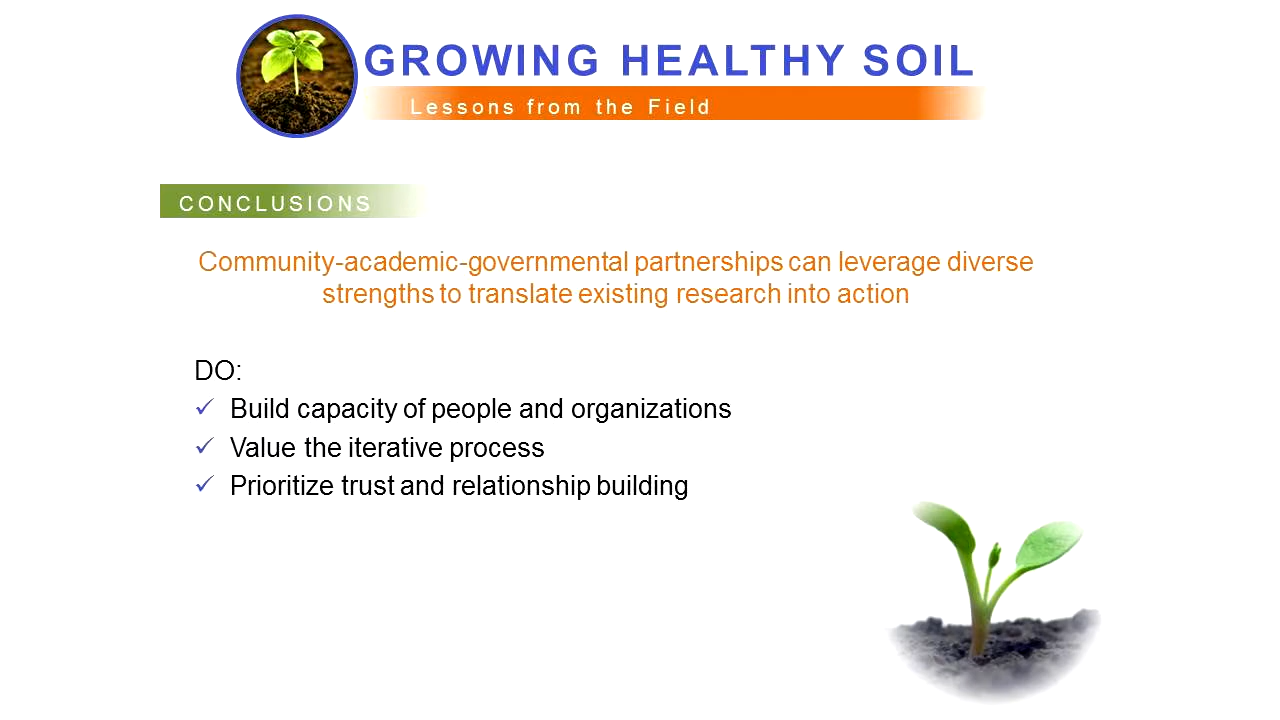 GROWING HEALTHY SOIL
Lessons from the Field
CONCLUSIONS
Community-academic-governmental partnerships can leverage diverse
strengths to translate existing research into action
DO:
✓ Build capacity of people and organizations
✓ Value the iterative process
✓ Prioritize trust and relationship building